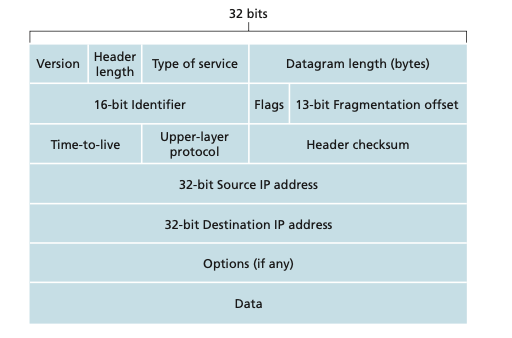 32 bits
Version
Header
length
Type of service
Datagram length (bytes)
16-bit Identifier
Flags
13-bit Fragmentation offset
Time-to-live
Upper-layer
protocol
Header checksum
32-bit Source IP address
32-bit Destination IP address
Options (if any)
Data